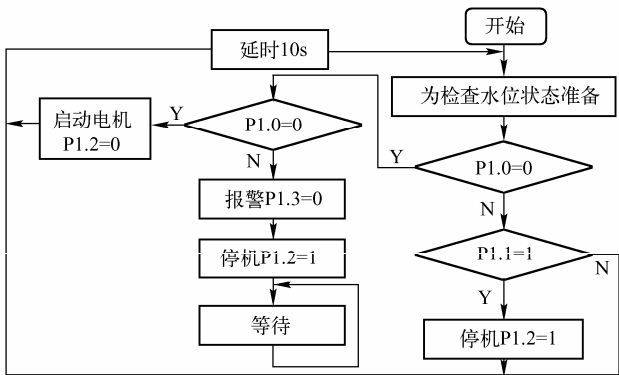 开始
延时10s
为检查水位状态准备
启动电机
P1.2=0
Y
P1.0=0
Y
P1.0=0
N
N
报警P1.3=0
P1.1=1
N
停机P1.2=1
Y
等待
停机P1.2=1